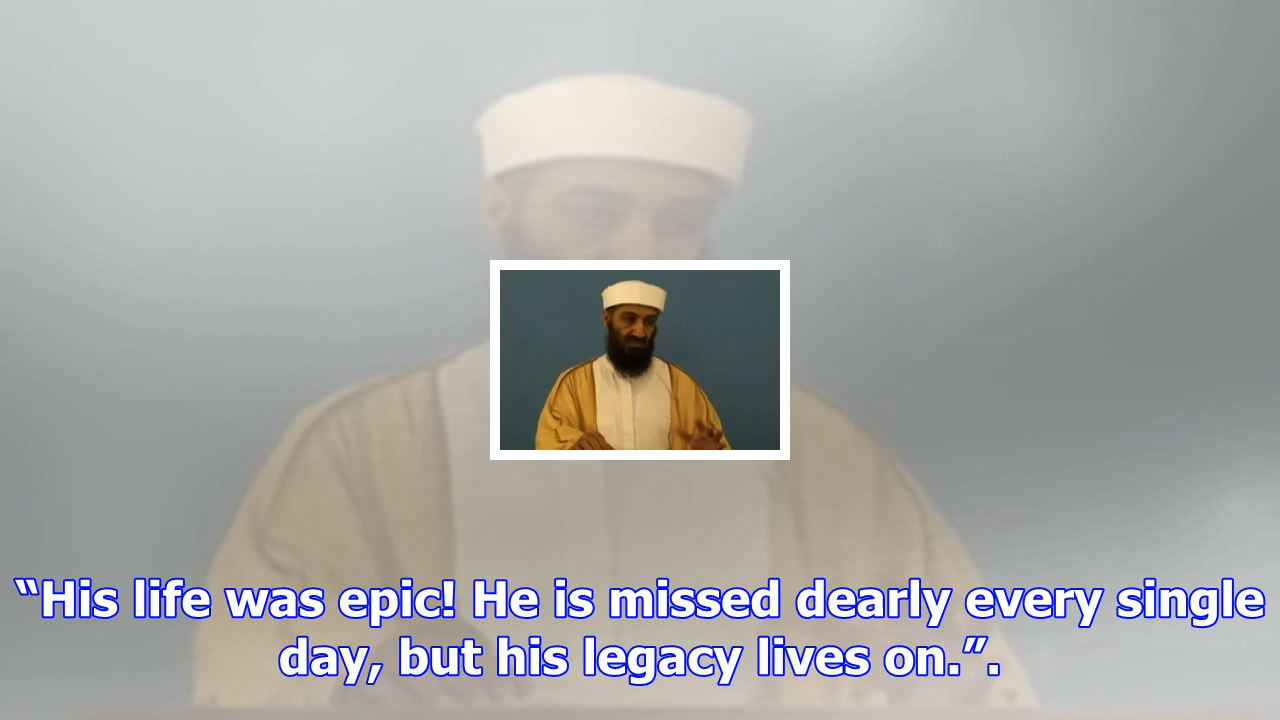 “His life was epic! He is missed dearly every single
day, but his legacy lives on.”.